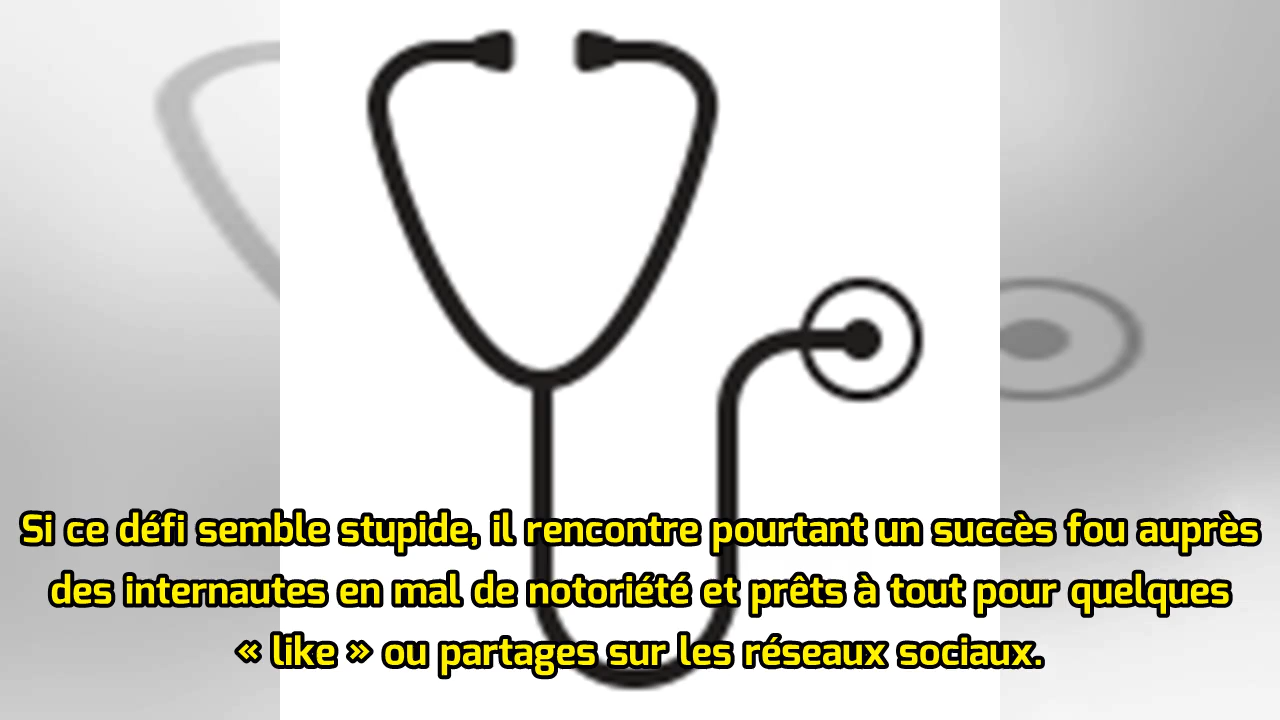 Si ce défi semble stupide, il rencontre pourtant un succès fou auprès
des internautes en mal de notoriété et prêts à tout pour quelques
« like » ou partages sur les réseaux sociaux.